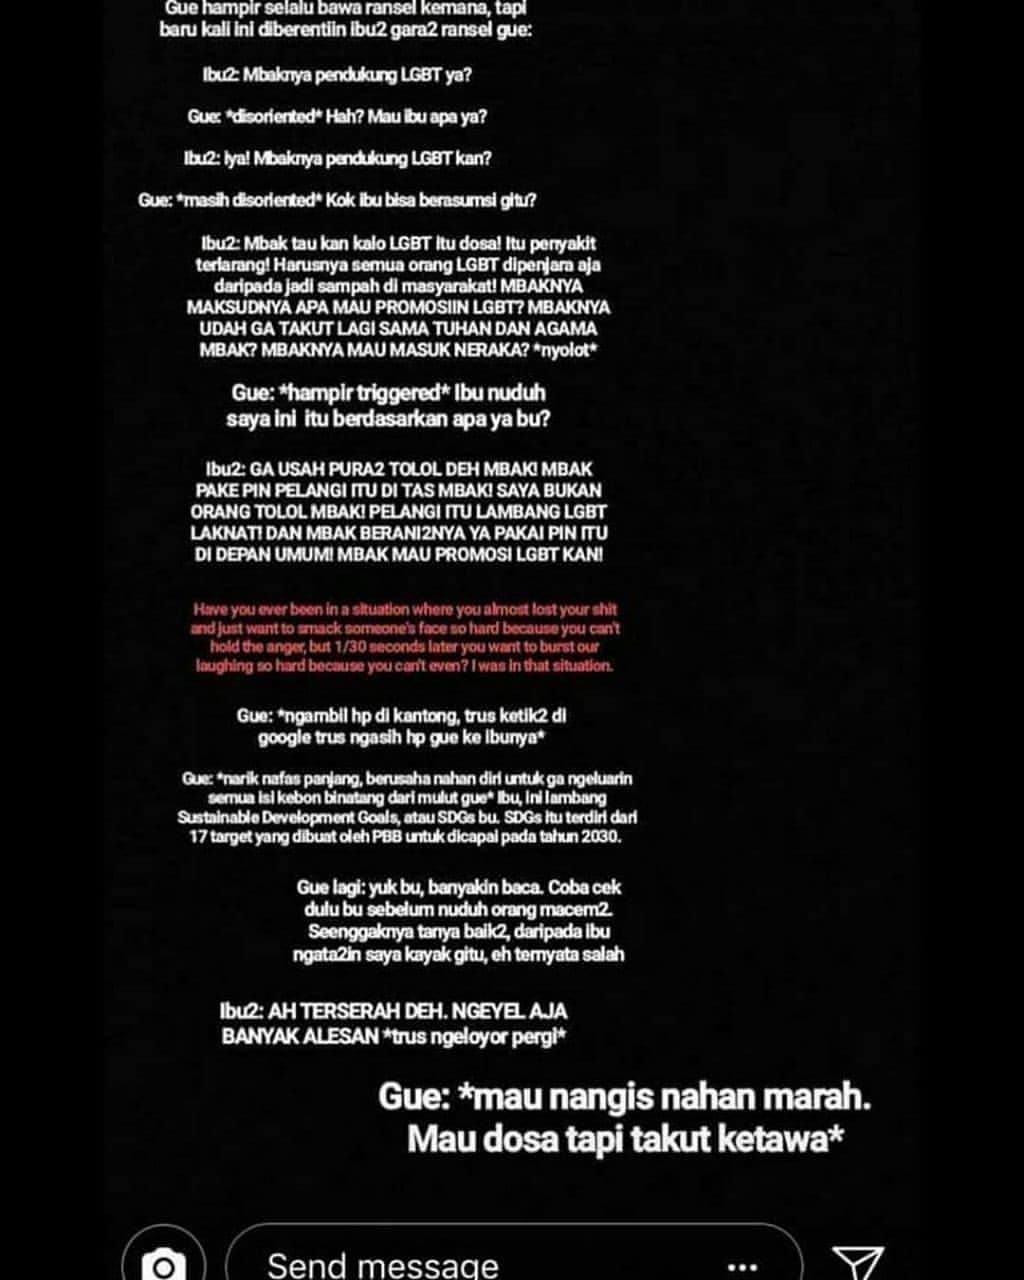 Gue hampir selalu bawa ransel kemana, tapi
baru kali ini diberentiin ibu2 gara2 ransel gue:
Ibu2: Mbaknya pendukung LGBT ya?
Gue: *disoriented* Hah? Mau ibu apa ya?
Ibu2: Iya! Mbaknya pendukung LGBT kan?
Gue: *masih disoriented* Kok ibu bisa berasumsi gitu?
Ibu2: Mbak tau kan kalo LGBT itu dosa! Itu penyakit
terlarang! Harusnya semua orang LGBT dipenjara aja
daripada jadi sampah di masyarakat! MBAKNYA
MAKSUDNYA APA MAU PROMOSIIN LGBT? MBAKNYA
UDAH GA TAKUT LAGI SAMA TUHAN DAN AGAMA
MBAK? MBAKNYA MAU MASUK NERAKA? *nyolot*
Gue: *hampir triggered* Ibu nuduh
saya ini itu berdasarkan apa ya bu?
Ibu2: GA USAH PURA2 TOLOL DEH MBAK! MBAK
PAKE PIN PELANGI ITU DI TAS MBAK! SAYA BUKAN
ORANG TOLOL MBAK! PELANGI ITU LAMBANG LGBT
LAKNAT! DAN MBAK BERANI2NYA YA PAKAI PIN ITU
DI DEPAN UMUM! MBAK MAU PROMOSI LGBT KAN!
Have you ever been in a situation where you almost lost your shit
and just want to smack someone's face so hard because you can't
hold the anger, but 1/30 seconds later you want to burst our
laughing so hard because you can't even? I was in that situation.
Gue: *ngambil hp di kantong, trus ketik2 di
google trus ngasih hp gue ke ibunya*
Gue: *narik nafas panjang, berusaha nahan diri untuk ga ngeluarin
semua isi kebon binatang dari mulut gue* Ibu, ini lambang
Sustainable Development Goals, atau SDGs bu. SDGs itu terdiri dari
17 target yang dibuat oleh PBB untuk dicapai pada tahun 2030.
Gue lagi: yuk bu, banyakin baca. Coba cek
dulu bu sebelum nuduh orang macem2.
Seenggaknya tanya baik2, daripada ibu
ngata2in saya kayak gitu, eh ternyata salah
Ibu2: AH TERSERAH DEH. NGEYEL AJA
BANYAK ALESAN *trus ngeloyor pergi*
Gue: *mau nangis nahan marah.
Mau dosa tapi takut ketawa*
Send message